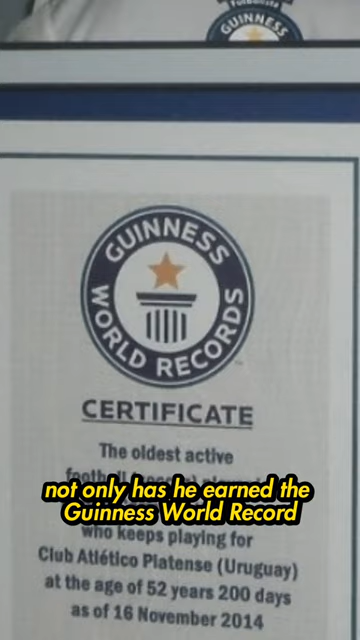 GUINNESS
GUINNESS
WORLD RECORDS
CERTIFICATE
The oldest active
not only has he earned the
Guinness World Record
who keeps playing for
Club Atlético Platense (Uruguay)
at the age of 52 years 200 days
as of 16 November 2014